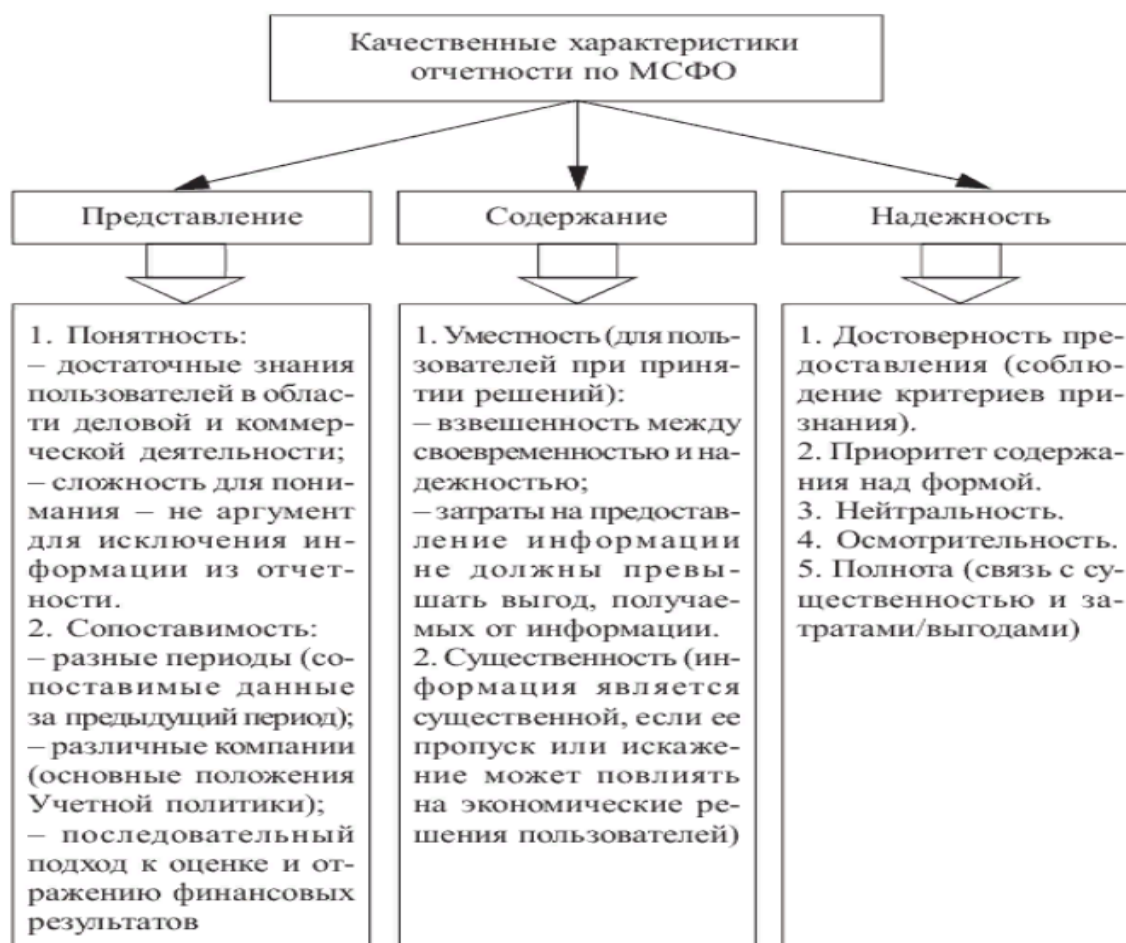 Качественные характеристики
отчетности по МСФО
Представление
Содержание
Надежность
1. Понятность:
– достаточные знания
пользователей в облас-
ти деловой и коммер-
ческой деятельности;
– сложность для пони-
мания – не аргумент
для исключения ин-
формации из отчет-
ности.
2. Сопоставимость:
– разные периоды (со-
поставимые данные
за предыдущий период);
– различные компании
(основные положения
Учетной политики);
– последовательный
подход к оценке и от-
ражению финансовых
результатов
1. Уместность (для поль-
зователей при приня-
тии решений):
– взвешенность между
своевременностью и на-
дежностью;
– затраты на предостав-
ление информации
не должны превы-
шать выгод, получае-
мых от информации.
2. Существенность (ин-
формация является
существенной, если ее
пропуск или искаже-
ние может повлиять
на экономические ре-
шения пользователей)
1. Достоверность пре-
доставления (соблю-
дение критериев при-
знания).
2. Приоритет содержа-
ния над формой.
3. Нейтральность.
4. Осмотрительность.
5. Полнота (связь с су-
щественностью и за-
тратами/выгодами)